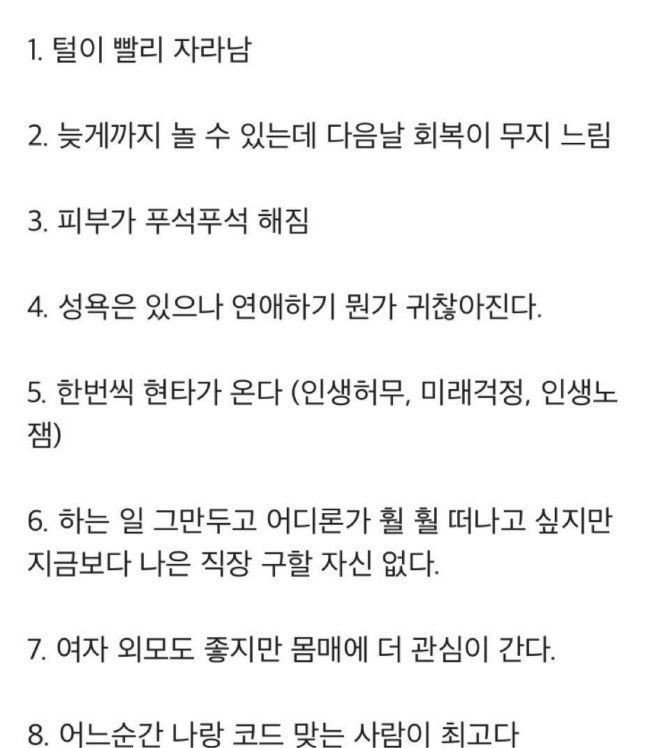 1. 털이 빨리 자라남
2. 늦게까지 놀 수 있는데 다음날 회복이 무지 느림
3. 피부가 푸석푸석 해짐
4. 성욕은 있으나 연애하기 뭔가 귀찮아진다.
5. 한번씩 현타가 온다 (인생허무, 미래걱정, 인생노
잼)
6. 하는 일 그만두고 어디론가 훨 훨 떠나고 싶지만
지금보다 나은 직장 구할 자신 없다.
7. 여자 외모도 좋지만 몸매에 더 관심이 간다.
8. 어느순간 나랑 코드 맞는 사람이 최고다